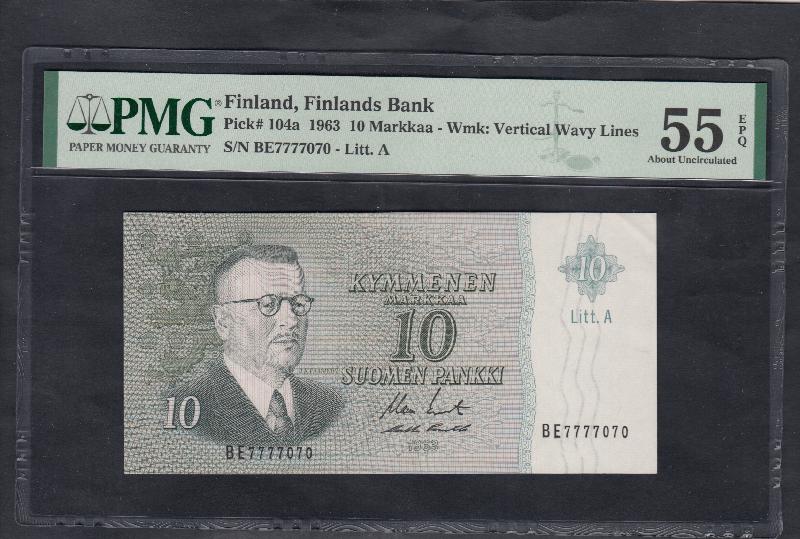 PMG®
PAPER MONEY GUARANTY
Finland, Finlands Bank
Pick# 104a 1963 10 Markkaa - Wmk: Vertical Wavy Lines
S/N BE7777070 - Litt. A
55
EPQ
About Uncirculated
KYMMENEN
MARKKAA
10
SUOMEN PANKKI
1963
10
BE7777070
10
Litt. A
BE7777070